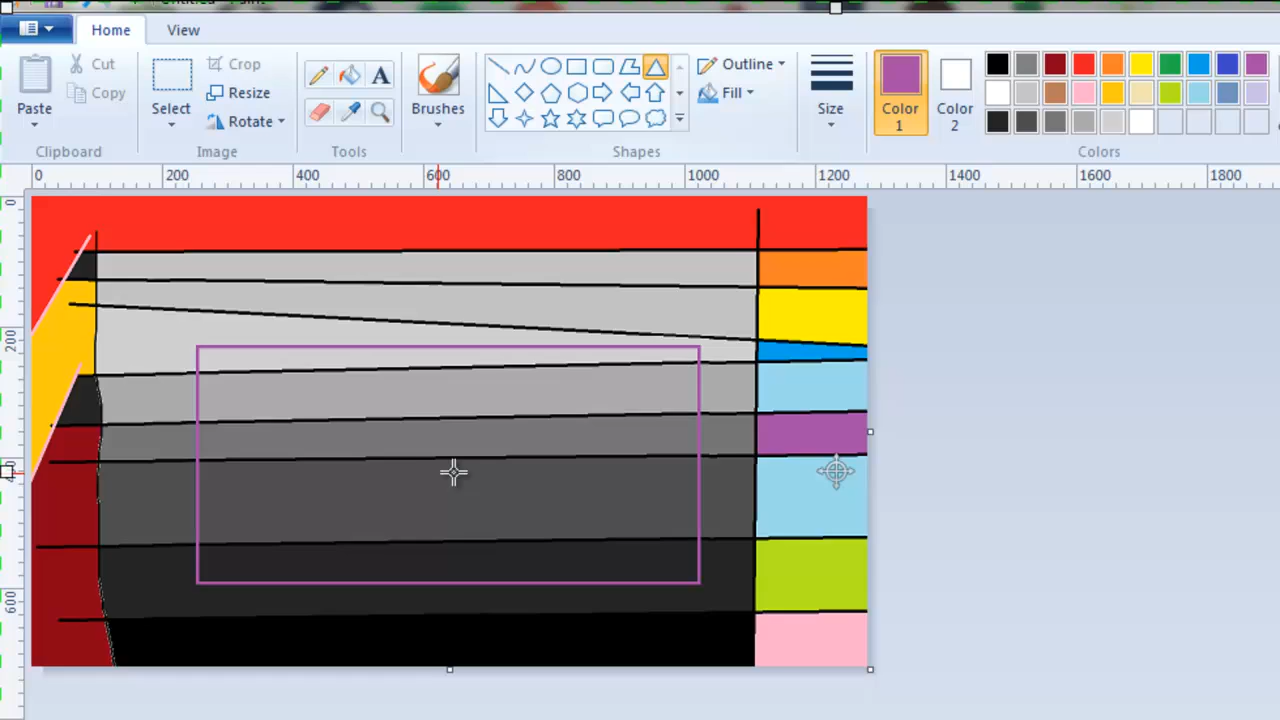 Untitled - Paint
Home View
Paste
Cut
Copy
Clipboard
Select
Crop
Resize
Rotate
Image
A
Tools
Brushes
Shapes
Outline
Fill
Size
Color 1
Color 2
Colors
0 200 400 600 800 1000 1200 1400 1600 1800
0
200
400
600